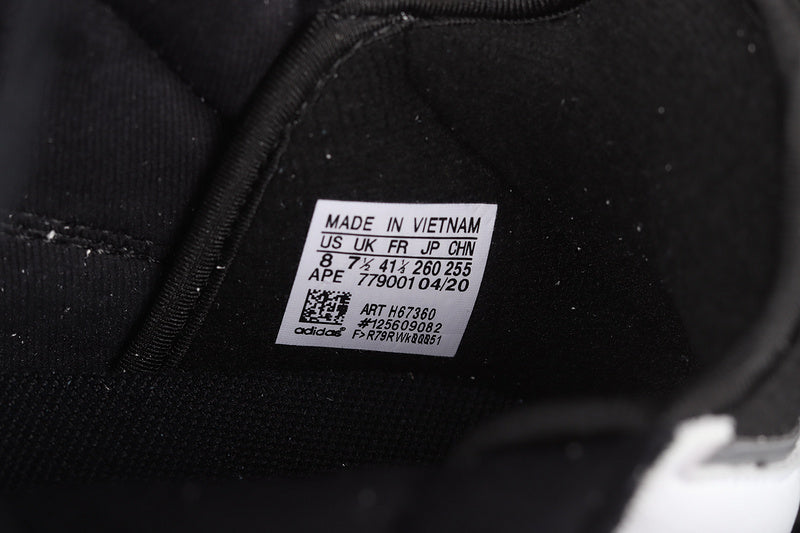 MADE IN VIETNAM
US UK FR JP CHN
8 7½ 41⅓ 260 255
APE 779001 04/20
ART H67360
#125609082
adidas®